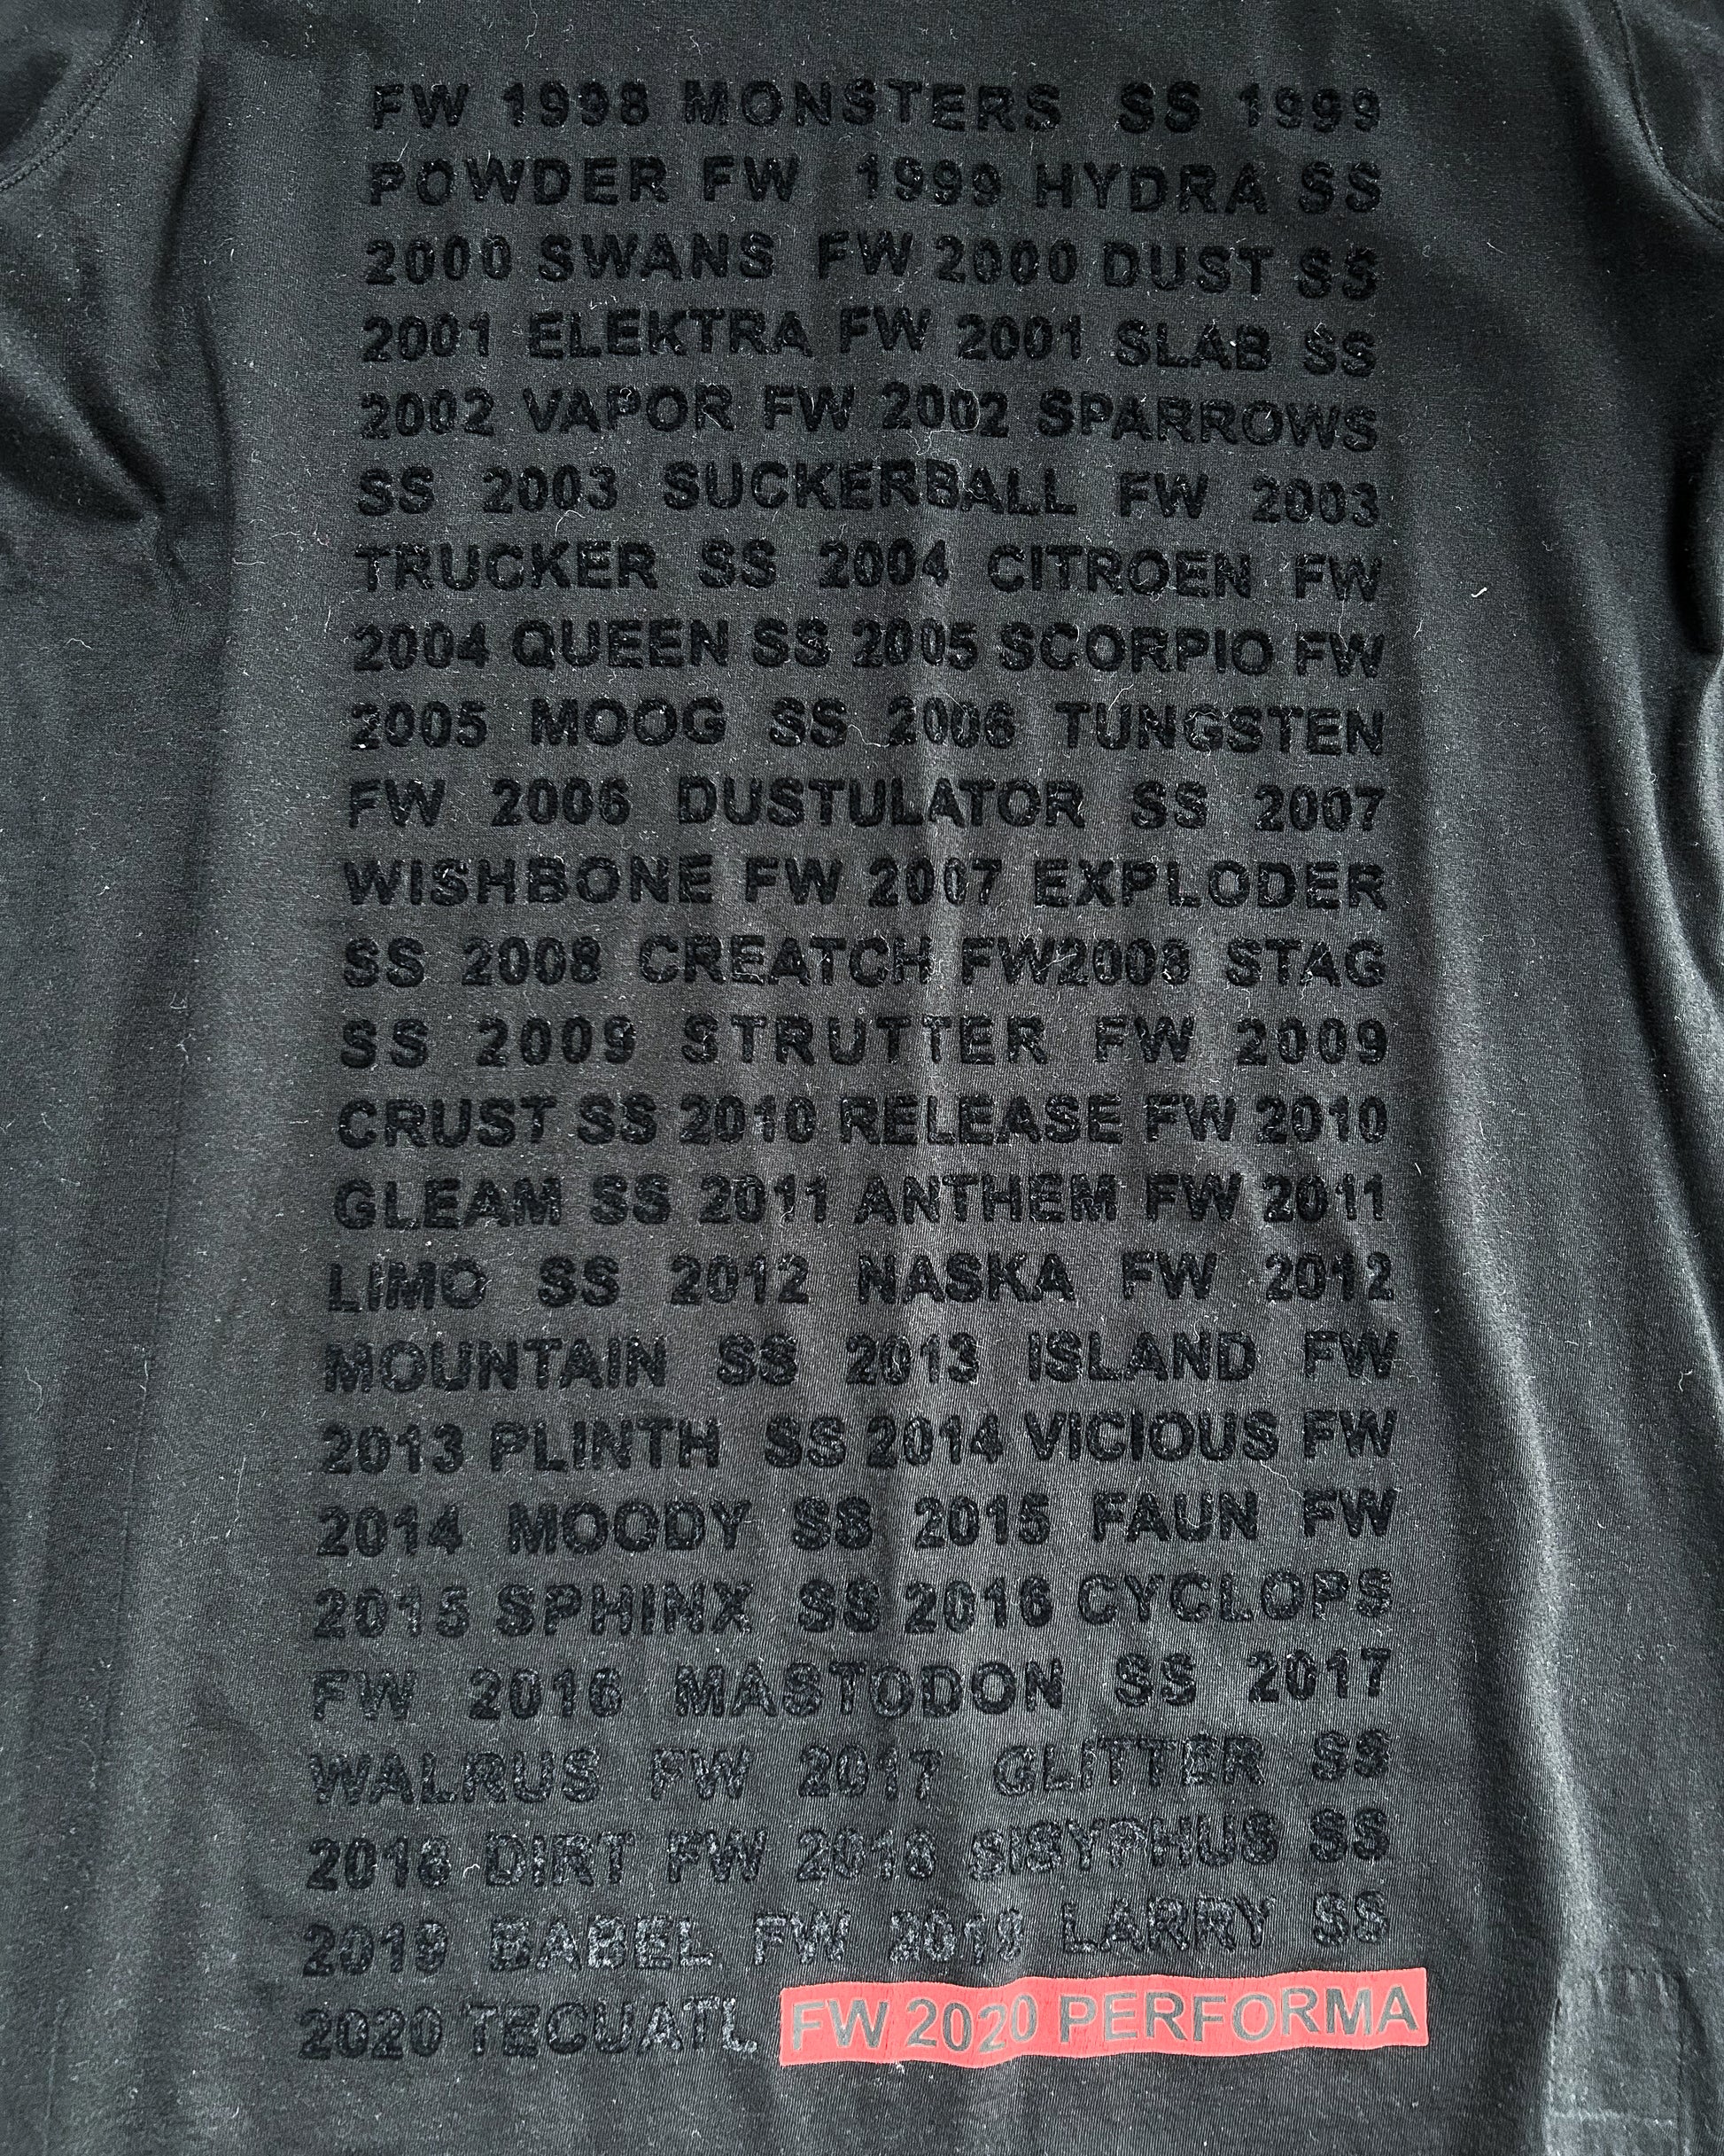 FW 1998 MONSTERS SS 1999
POWDER FW 1999 HYDRA SS
2000 SWANS FW 2000 DUST SS
2001 ELEKTRA FW 2001 SLAB SS
2002 VAPOR FW 2002 SPARROWS
SS 2003 SUCKERBALL FW 2003
TRUCKER SS 2004 CITROEN FW
2004 QUEEN SS 2005 SCORPIO FW
2005 MOOG SS 2006 TUNGSTEN
FW 2006 DUSTULATOR SS 2007
WISHBONE FW 2007 EXPLODER
SS 2008 CREATCH FW2008 STAG
SS 2009 STRUTTER FW 2009
CRUST SS 2010 RELEASE FW 2010
GLEAM SS 2011 ANTHEM FW 2011
LIMO SS 2012 NASKA FW 2012
MOUNTAIN SS 2013 ISLAND FW
2013 PLINTH SS 2014 VICIOUS FW
2014 MOODY SS 2015 FAUN FW
2015 SPHINX SS 2016 CYCLOPS
FW 2016 MASTODON SS 2017
WALRUS FW 2017 GLITTER SS
2018 DIRT FW 2018 SISYPHUS SS
2019 BABEL FW 2019 LARRY SS
2020 TECUATL FW 2020 PERFORMA